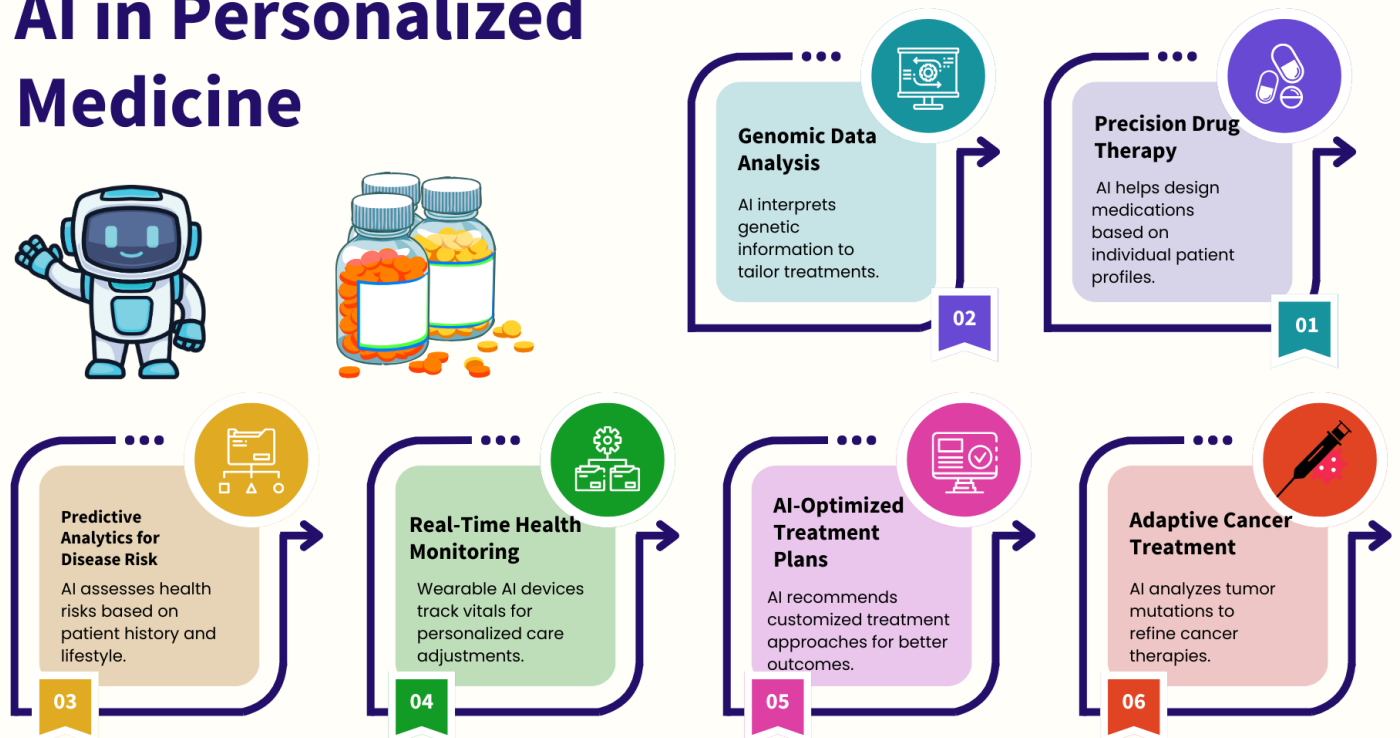 AI in Personalized
Medicine
Genomic Data
Analysis
AI interprets
genetic
information to
tailor treatments.
02
Precision Drug
Therapy
AI helps design
medications
based on
individual patient
profiles.
01
Predictive
Analytics for
Disease Risk
AI assesses health
risks based on
patient history and
lifestyle.
03
Real-Time Health
Monitoring
Wearable AI devices
track vitals for
personalized care
adjustments.
04
AI-Optimized
Treatment
Plans
AI recommends
customized treatment
approaches for better
outcomes.
05
Adaptive Cancer
Treatment
AI analyzes tumor
mutations to
refine cancer
therapies.
06